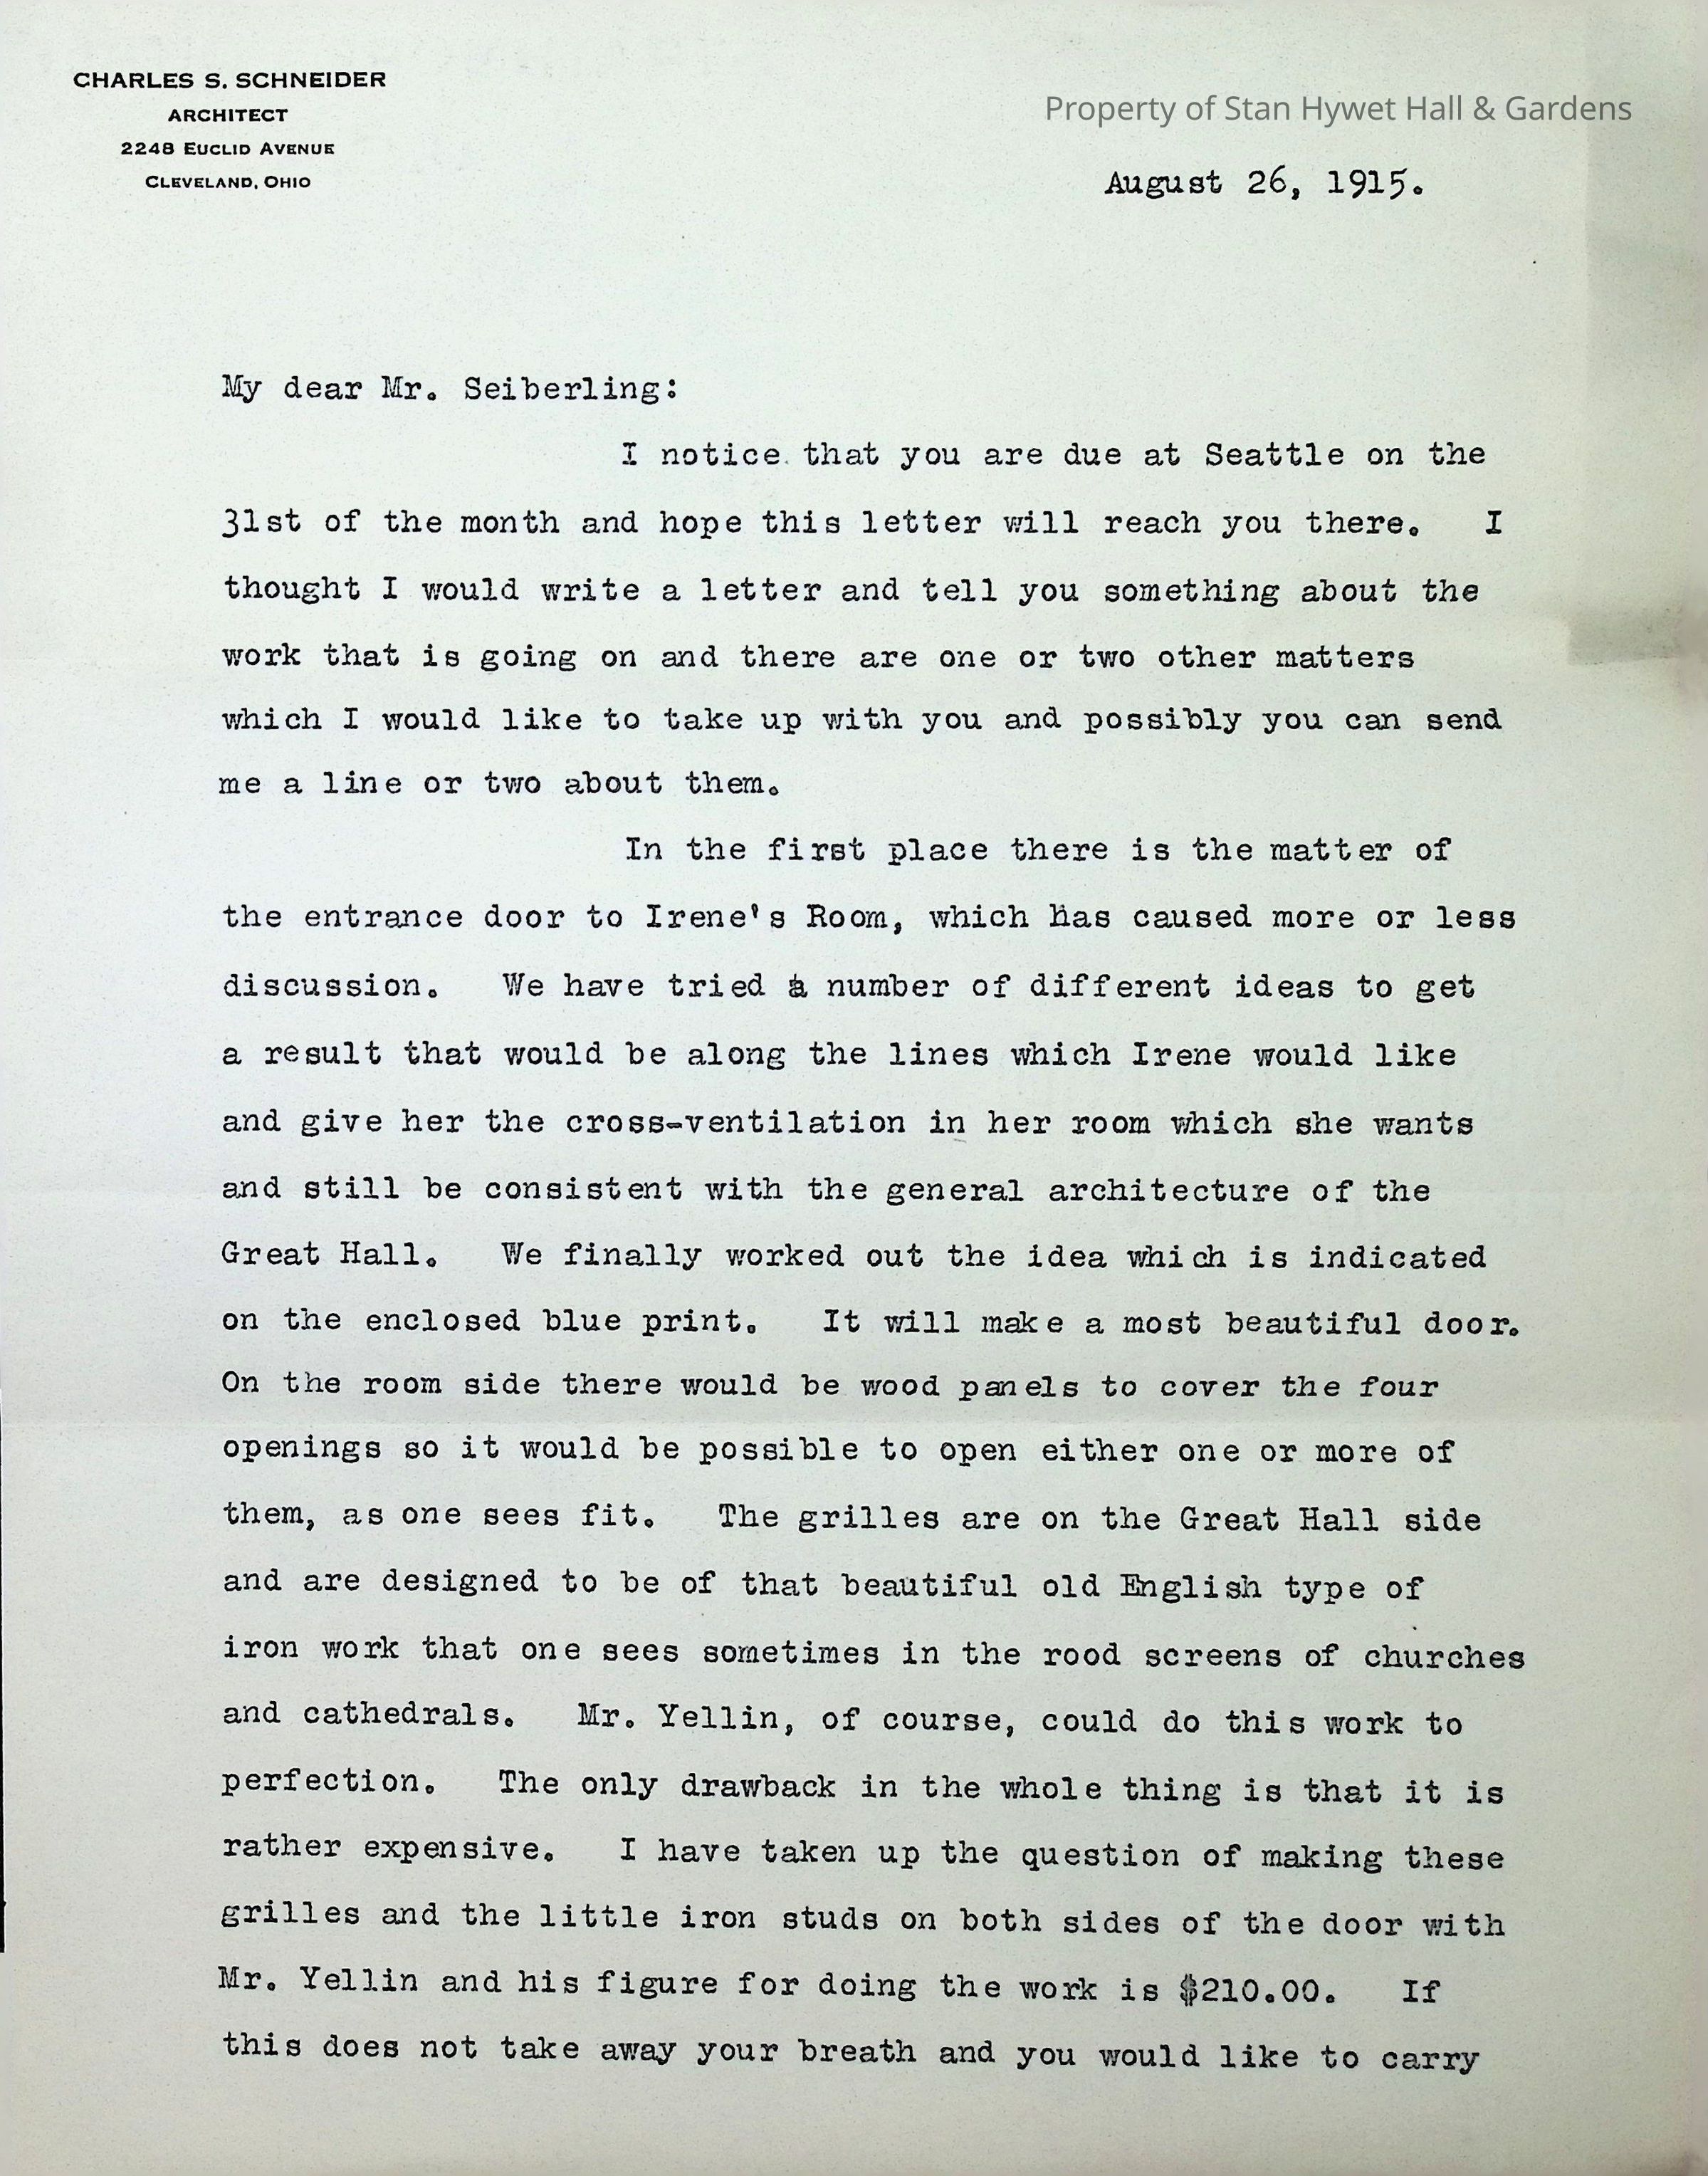 CHARLES S. SCHNEIDER
ARCHITECT
2248 EUCLID AVENUE
CLEVELAND, OHIO
Property of Stan Hywet Hall & Gardens
August 26, 1915.
My dear Mr. Seiberling:
I notice that you are due at Seattle on the
31st of the month and hope this letter will reach you there. I
thought I would write a letter and tell you something about the
work that is going on and there are one or two other matters
which I would like to take up with you and possibly you can send
me a line or two about them.
In the first place there is the matter of
the entrance door to Irene's Room, which has caused more or less
discussion. We have tried a number of different ideas to get
a result that would be along the lines which Irene would like
and give her the cross-ventilation in her room which she wants
and still be consistent with the general architecture of the
Great Hall. We finally worked out the idea which is indicated
on the enclosed blue print. It will make a most beautiful door.
On the room side there would be wood panels to cover the four
openings so it would be possible to open either one or more of
them, as one sees fit. The grilles are on the Great Hall side
and are designed to be of that beautiful old English type of
iron work that one sees sometimes in the rood screens of churches
and cathedrals. Mr. Yellin, of course, could do this work to
perfection. The only drawback in the whole thing is that it is
rather expensive. I have taken up the question of making these
grilles and the little iron studs on both sides of the door with
Mr. Yellin and his figure for doing the work is $210.00. If
this does not take away your breath and you would like to carry